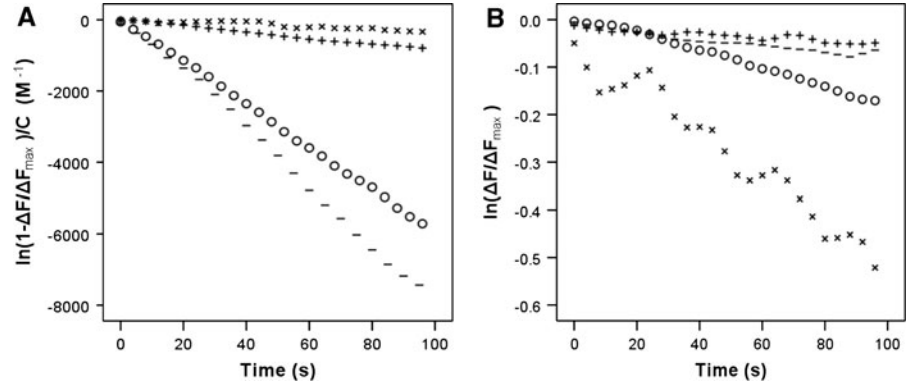 A
ln(1-ΔF/ΔFmax)/C (M⁻¹)
0
-2000
-4000
-6000
-8000
0 20 40 60 80 100
Time (s)
B
ln(ΔF/ΔFmax)
0.0
-0.1
-0.2
-0.3
-0.4
-0.5
-0.6
0 20 40 60 80 100
Time (s)